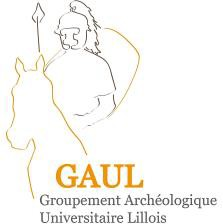 GAUL
Groupement Archéologique
Universitaire Lillois